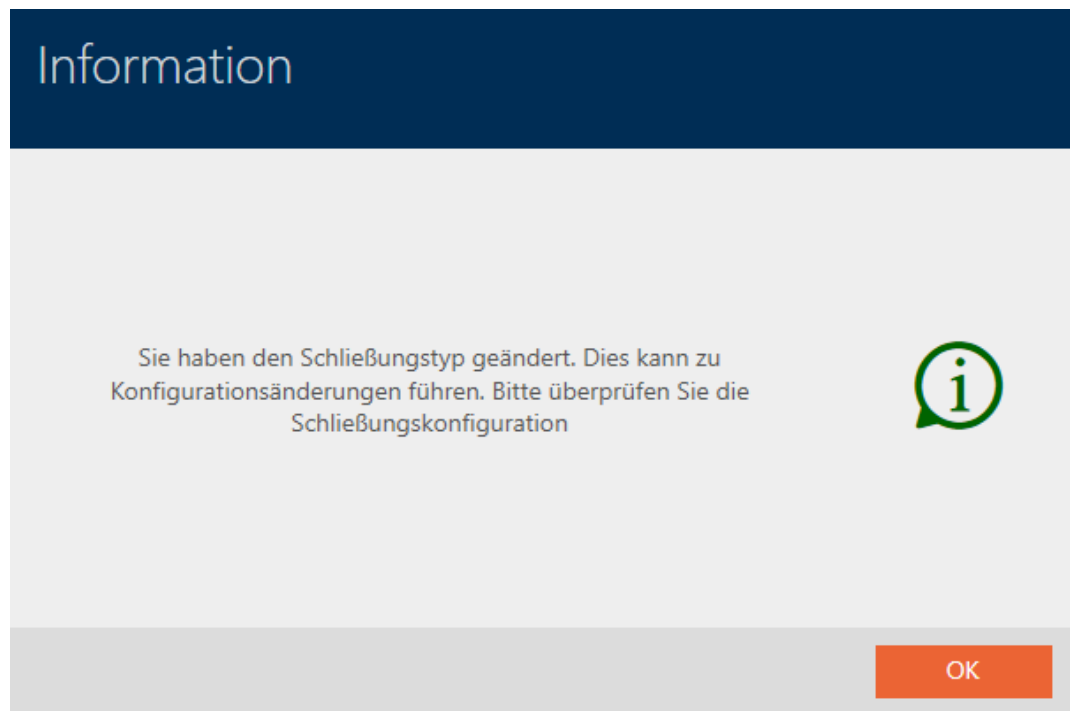 Information
Sie haben den Schließungstyp geändert. Dies kann zu
Konfigurationsänderungen führen. Bitte überprüfen Sie die
Schließungskonfiguration
i
OK